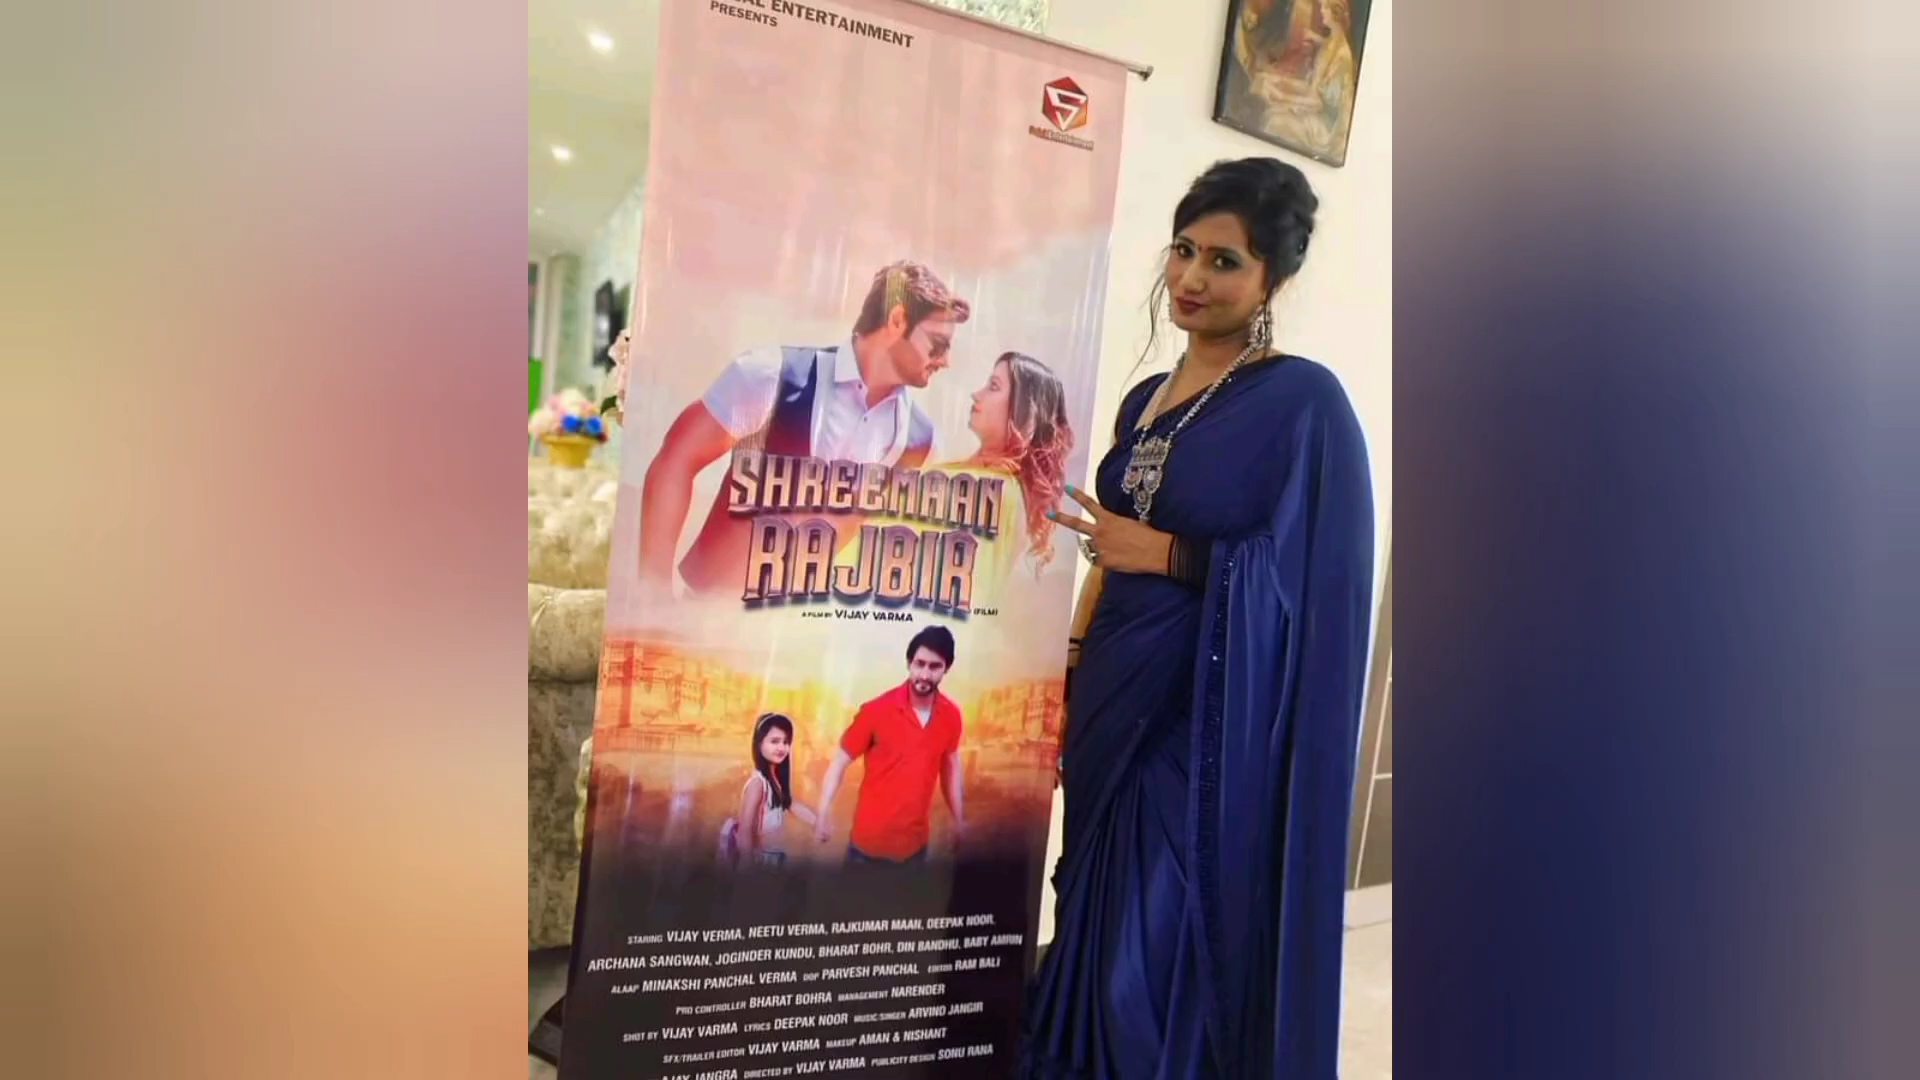 ENTERTAINMENT
PRESENTS
SHREEMAAN
RAJBIR
(FILM)
A FILM BY VIJAY VARMA
STARING VIJAY VERMA, NEETU VERMA, RAJKUMAR MAAN, DEEPAK NOOR,
ARCHANA SANGWAN, JOGINDER KUNDU, BHARAT BOHR, DIN BANDHU, BABY AMRIN
ALAAP MINAKSHI PANCHAL VERMA DOP PARVESH PANCHAL EDITOR RAM BALI
PRO CONTROLLER BHARAT BOHRA MANAGEMENT NARENDER
SHOT BY VIJAY VARMA LYRICS DEEPAK NOOR MUSIC/SINGER ARVIND JANGIR
SFX/TRAILER EDITOR VIJAY VARMA MAKEUP AMAN & NISHANT
AJAY JANGRA DIRECTED BY VIJAY VARMA PUBLICITY DESIGN SONU RANA